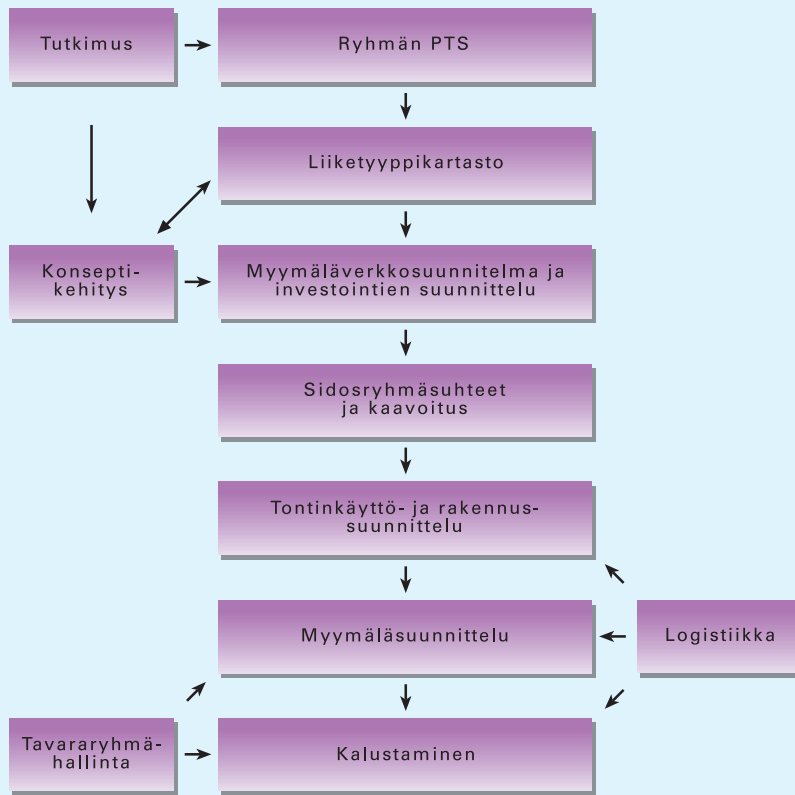 Tutkimus
Ryhmän PTS
Liiketyyppikartasto
Konsepti-
kehitys
Myymäläverkkosuunnitelma ja
investointien suunnittelu
Sidosryhmäsuhteet
ja kaavoitus
Tontinkäyttö- ja rakennus-
suunnittelu
Myymäläsuunnittelu
Logistiikka
Tavararyhmä-
hallinta
Kalustaminen